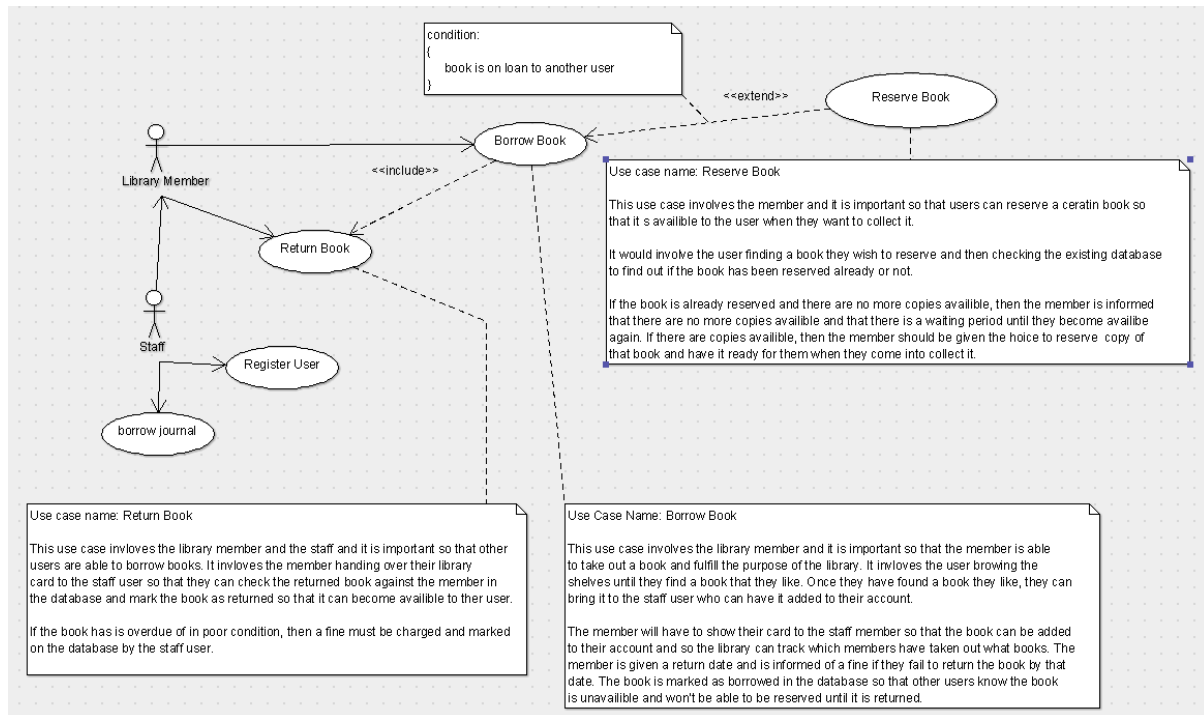 condition:
{
book is on loan to another user
}
<<extend>>
Reserve Book
Borrow Book
<<include>>
Library Member
Return Book
Staff
Register User
borrow journal
Use case name: Reserve Book
This use case involves the member and it is important so that users can reserve a ceratin book so
that it s availible to the user when they want to collect it.
It would involve the user finding a book they wish to reserve and then checking the existing database
to find out if the book has been reserved already or not.
If the book is already reserved and there are no more copies availible, then the member is informed
that there are no more copies availible and that there is a waiting period until they become availibe
again. If there are copies availible, then the member should be given the hoice to reserve copy of
that book and have it ready for them when they come into collect it.
Use case name: Return Book
This use case invloves the library member and the staff and it is important so that other
users are able to borrow books. It invloves the member handing over their library
card to the staff user so that they can check the returned book against the member in
the database and mark the book as returned so that it can become availible to ther user.
If the book has is overdue of in poor condition, then a fine must be charged and marked
on the database by the staff user.
Use Case Name: Borrow Book
This use case involves the library member and it is important so that the member is able
to take out a book and fulfill the purpose of the library. It invloves the user browing the
shelves until they find a book that they like. Once they have found a book they like, they can
bring it to the staff user who can have it added to their account.
The member will have to show their card to the staff member so that the book can be added
to their account and so the library can track which members have taken out what books. The
member is given a return date and is informed of a fine if they fail to return the book by that
date. The book is marked as borrowed in the database so that other users know the book
is unavailible and won't be able to be reserved until it is returned.